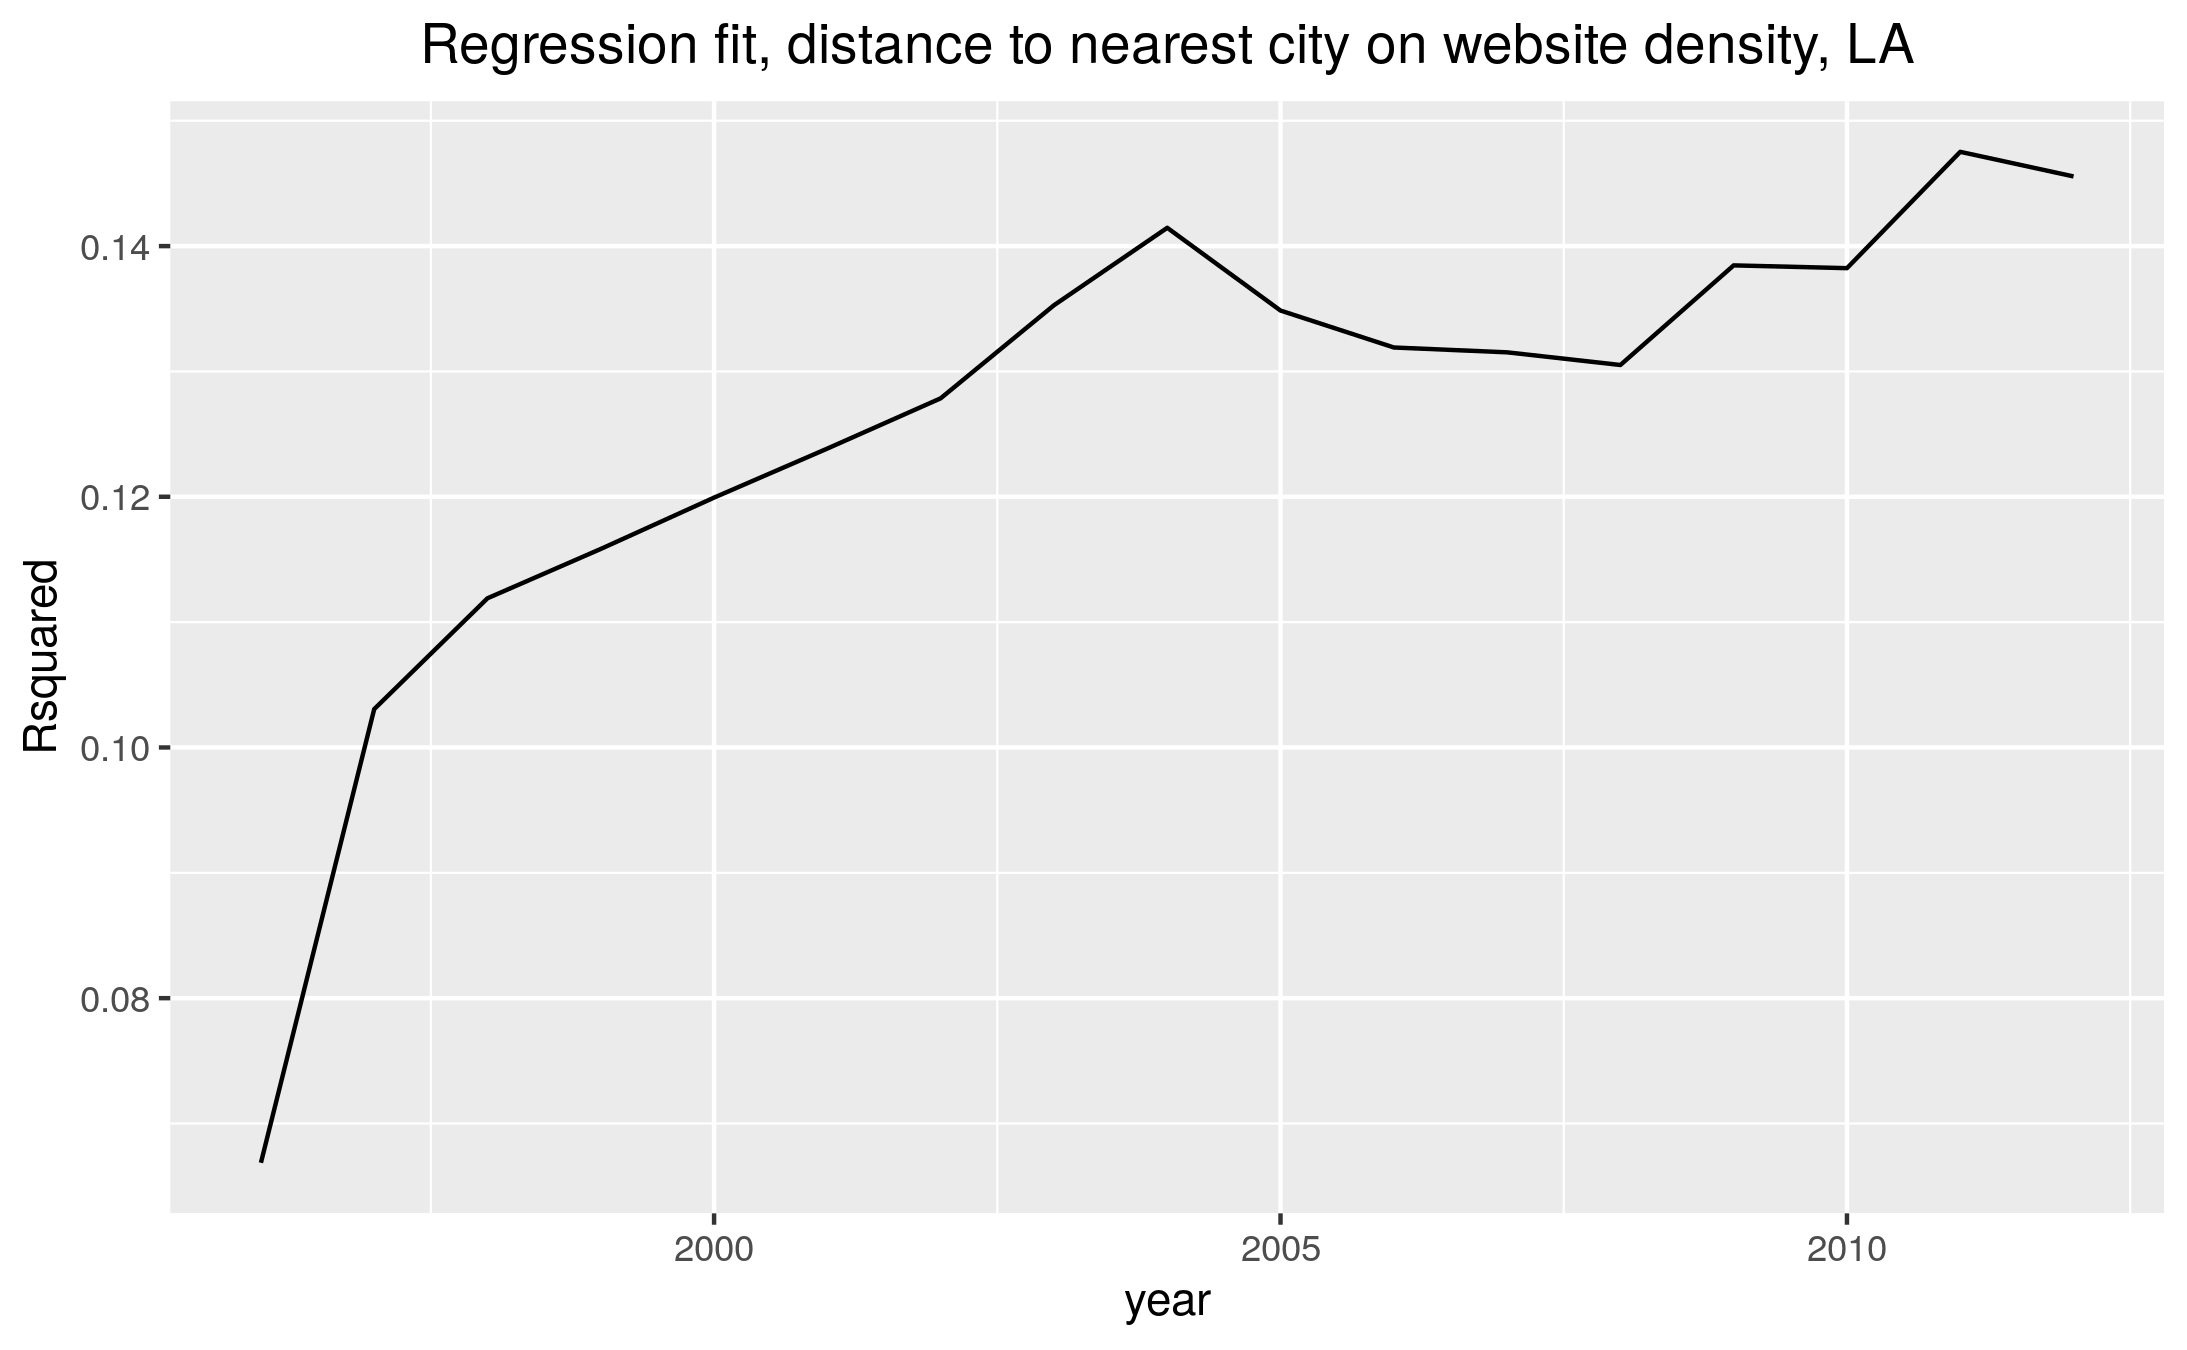 Regression fit, distance to nearest city on website density, LA
Rsquared
0.14
0.12
0.10
0.08
2000 2005 2010
year